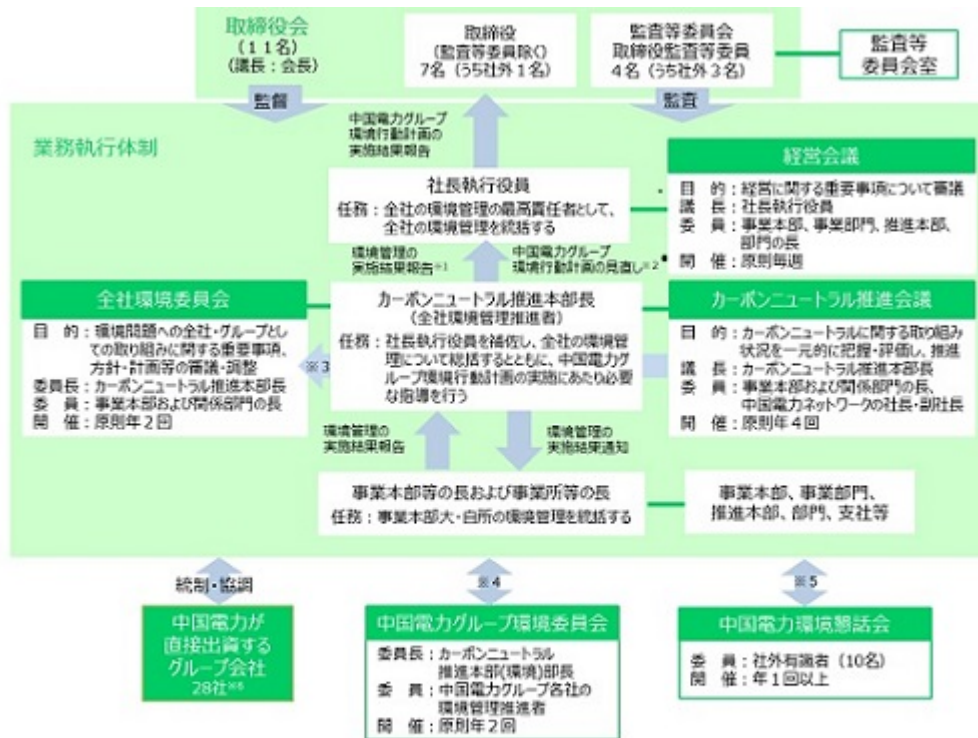 取締役会
(11名)
(議長：会長)
取締役
(監査等委員除く)
7名（うち社外1名）
監査等委員会
取締役監査等委員
4名（うち社外3名）
監査等
委員会室
監督
監査
業務執行体制
中国電力グループ
環境行動計画の
実施結果報告
社長執行役員
任務：全社の環境管理の最高責任者として、
全社の環境管理を統括する
経営会議
目　的：経営に関する重要事項について審議
議　長：社長執行役員
委　員：事業本部、事業部門、推進本部、
部門の長
開　催：原則毎週
環境管理の
実施結果報告※1
中国電力グループ
環境行動計画の見直し※2
全社環境委員会
目　的：環境問題への全社・グループとし
ての取り組みに関する重要事項、
方針・計画等の審議・調整
委員長：カーボンニュートラル推進本部長
委　員：事業本部および関係部門の長
開　催：原則年2回
※3
カーボンニュートラル推進本部長
(全社環境管理推進者)
任務：社長執行役員を補佐し、全社の環境管
理について総括するとともに、中国電力グ
ループ環境行動計画の実施にあたり必要
な指導を行う
カーボンニュートラル推進会議
目　的：カーボンニュートラルに関する取り組み
状況を一元的に把握・評価し、推進
議　長：カーボンニュートラル推進本部長
委　員：事業本部および関係部門の長、
中国電力ネットワークの社長・副社長
開　催：原則年4回
環境管理の
実施結果報告
環境管理の
実施結果通知
事業本部等の長および事業所等の長
任務：事業本部大・自所の環境管理を統括する
事業本部、事業部門、
推進本部、部門、支社等
統制・協調
※4
※5
中国電力が
直接出資する
グループ会社
28社※6
中国電力グループ環境委員会
委員長：カーボンニュートラル
推進本部(環境)部長
委　員：中国電力グループ各社の
環境管理推進者
開　催：原則年2回
中国電力環境懇話会
委　員：社外有識者（10名）
開　催：年1回以上